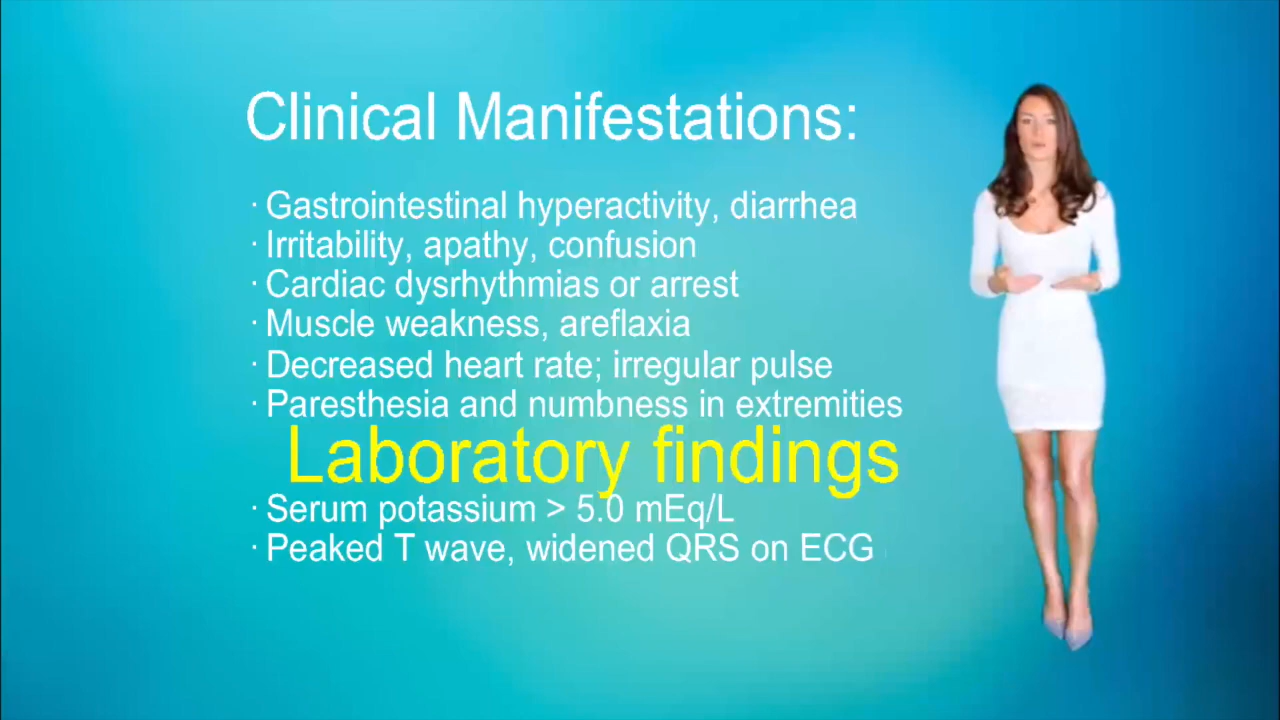 Clinical Manifestations:
· Gastrointestinal hyperactivity, diarrhea
· Irritability, apathy, confusion
· Cardiac dysrhythmias or arrest
· Muscle weakness, areflaxia
· Decreased heart rate; irregular pulse
· Paresthesia and numbness in extremities
Laboratory findings
· Serum potassium > 5.0 mEq/L
· Peaked T wave, widened QRS on ECG